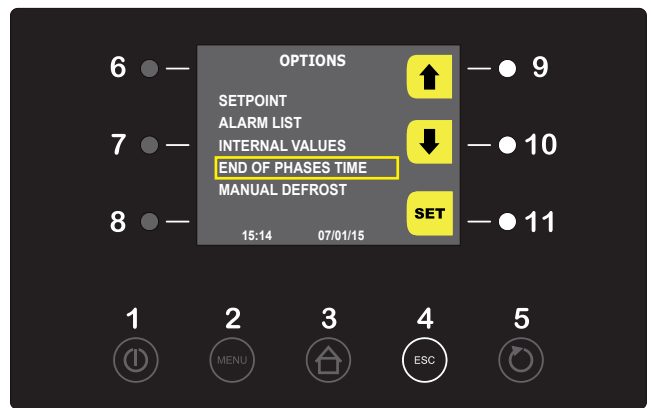 OPTIONS
6
9
SETPOINT
ALARM LIST
7
INTERNAL VALUES
10
END OF PHASES TIME
MANUAL DEFROST
8
SET
11
15:14 07/01/15
1 2 3 4 5
MENU ESC